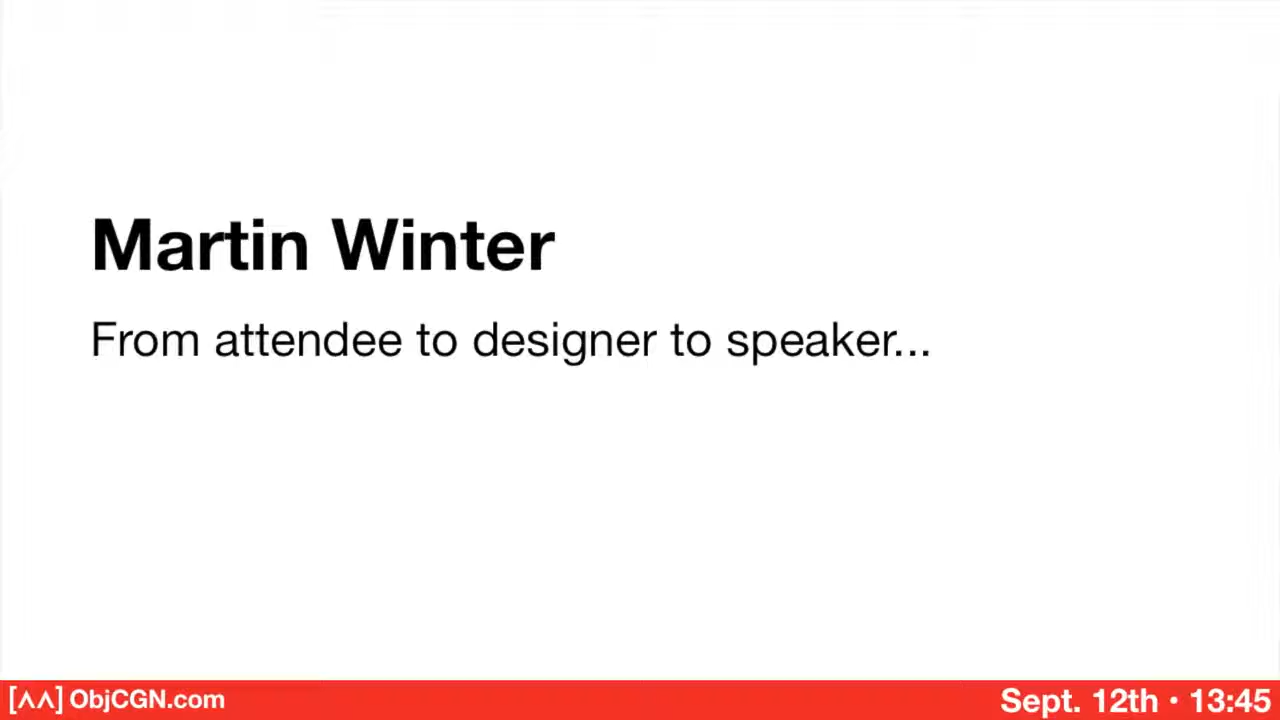 Martin Winter
From attendee to designer to speaker...
[ʌʌ] ObjCGN.com
Sept. 12th • 13:45